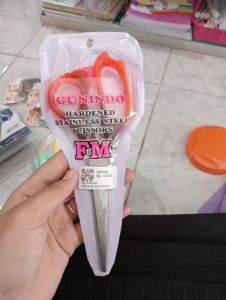 GUNINDO
HARDENED
STAINLESS STEEL
SCISSORS
FM